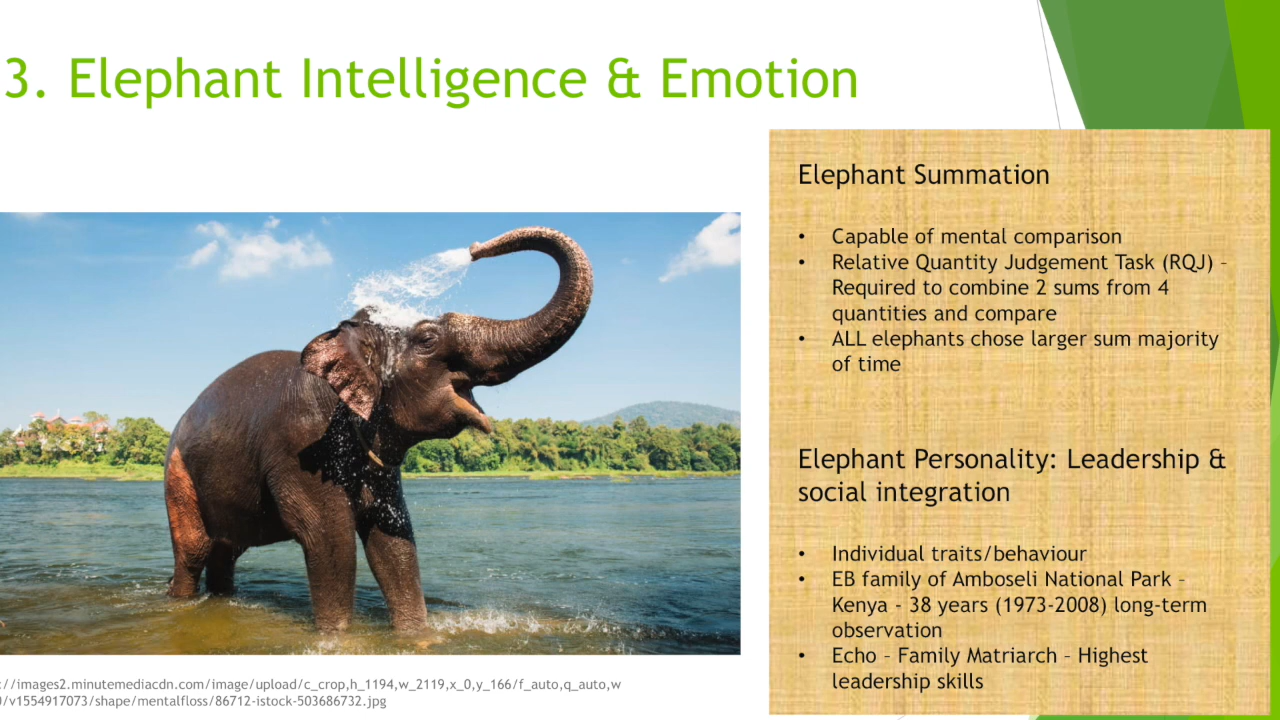 3. Elephant Intelligence & Emotion
Elephant Summation
• Capable of mental comparison
• Relative Quantity Judgement Task (RQJ) –
Required to combine 2 sums from 4
quantities and compare
• ALL elephants chose larger sum majority
of time
Elephant Personality: Leadership &
social integration
• Individual traits/behaviour
• EB family of Amboseli National Park –
Kenya - 38 years (1973-2008) long-term
observation
• Echo – Family Matriarch – Highest
leadership skills
://images2.minutemediacdn.com/image/upload/c_crop,h_1194,w_2119,x_0,y_166/f_auto,q_auto,w
/v1554917073/shape/mentalfloss/86712-istock-503686732.jpg